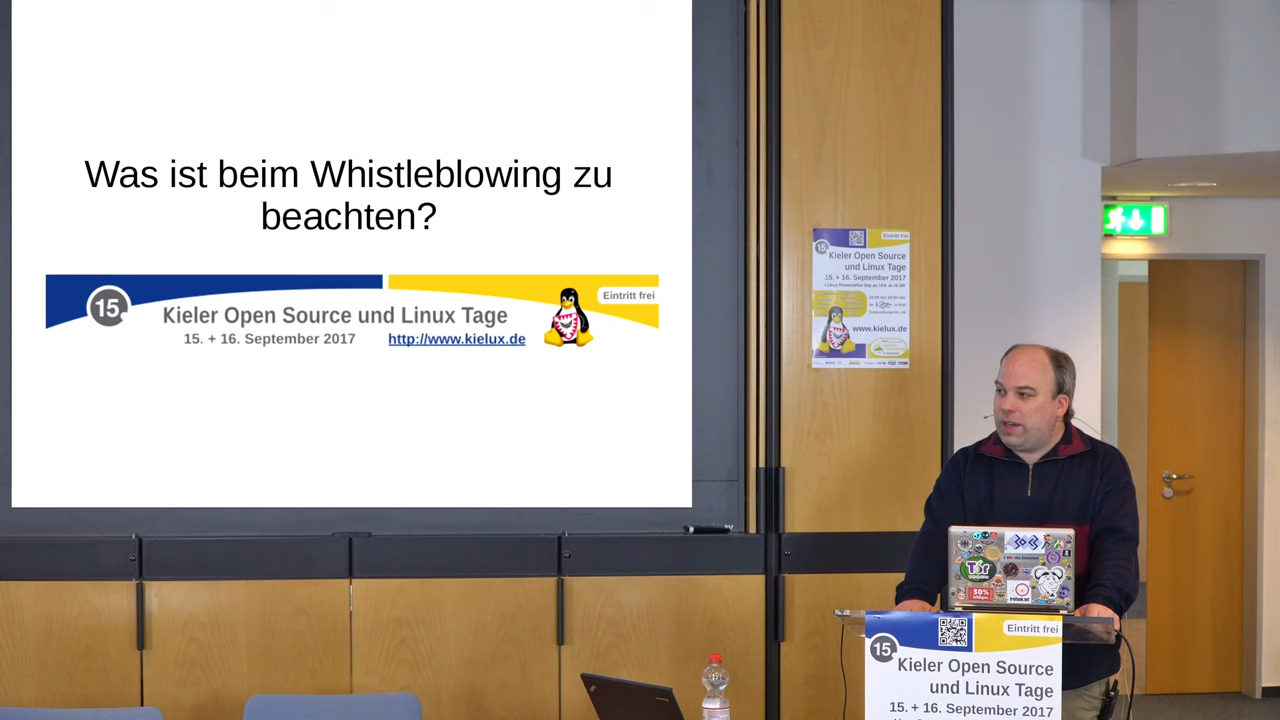 Was ist beim Whistleblowing zu
beachten?
15.
Eintritt frei
Kieler Open Source und Linux Tage
15. + 16. September 2017
http://www.kielux.de
Eintritt frei
15.
Kieler Open Source
und Linux Tage
15. + 16. September 2017
www.kielux.de
Tor
50%
Eintritt frei
15.
Kieler Open Source
und Linux Tage
15. + 16. September 2017